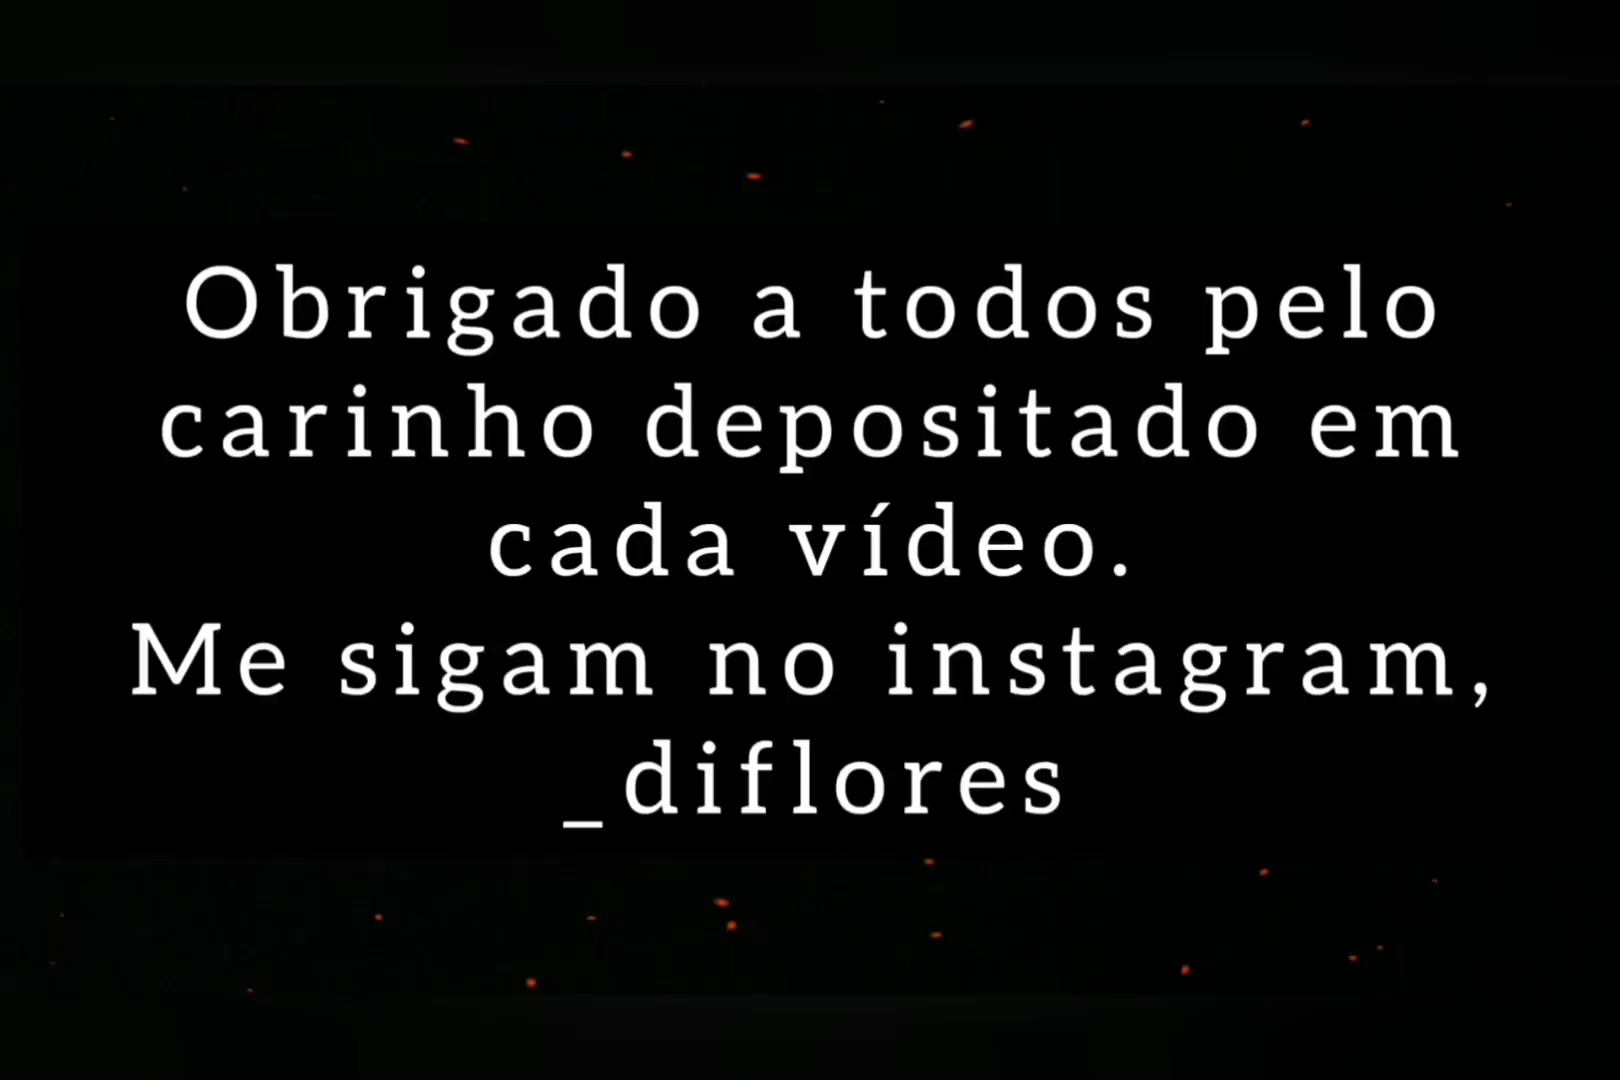 Obrigado a todos pelo
carinho depositado em
cada vídeo.
Me sigam no instagram,
_diflores